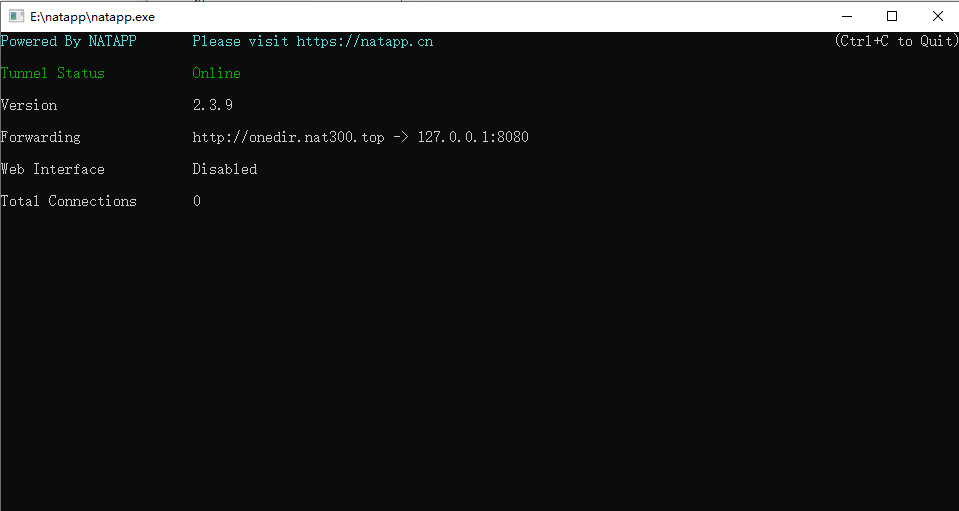 E:\natapp\natapp.exe
Powered By NATAPP Please visit https://natapp.cn (Ctrl+C to Quit)
Tunnel Status Online
Version 2.3.9
Forwarding http://onedir.nat300.top -> 127.0.0.1:8080
Web Interface Disabled
Total Connections 0